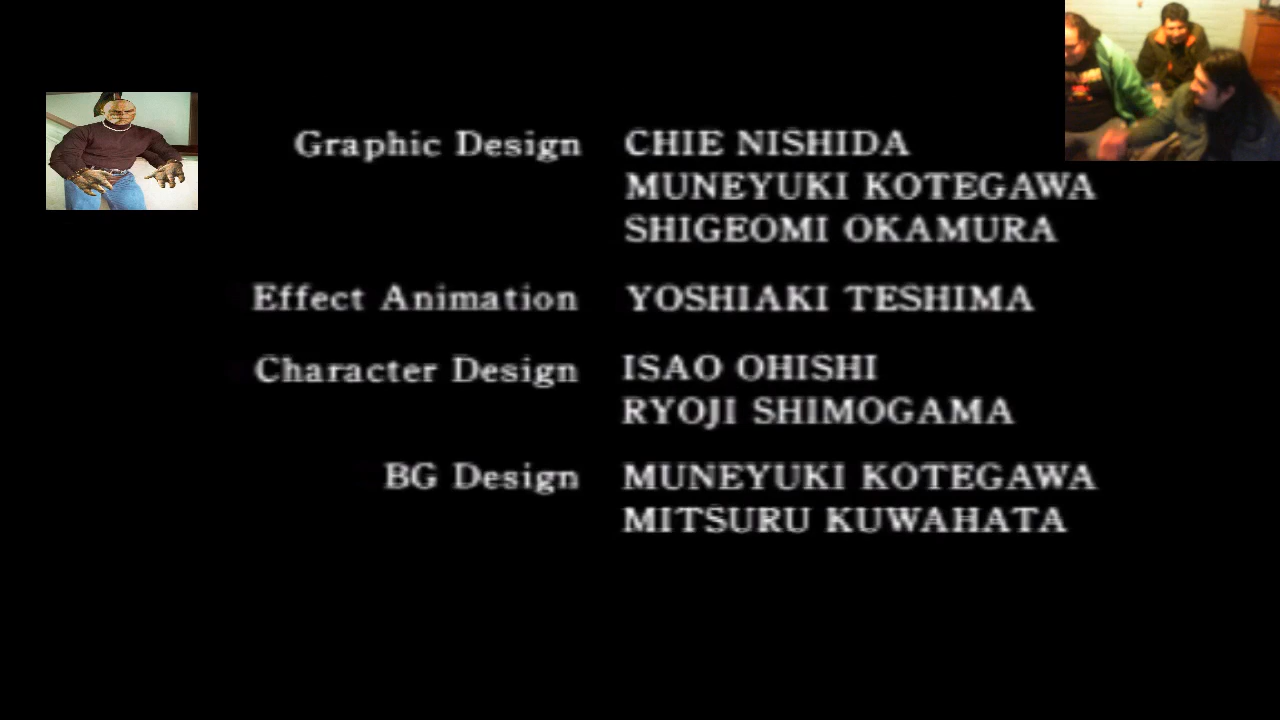 Graphic Design CHIE NISHIDA
MUNEYUKI KOTEGAWA
SHIGEOMI OKAMURA
Effect Animation YOSHIAKI TESHIMA
Character Design ISAO OHISHI
RYOJI SHIMOGAMA
BG Design MUNEYUKI KOTEGAWA
MITSURU KUWAHATA